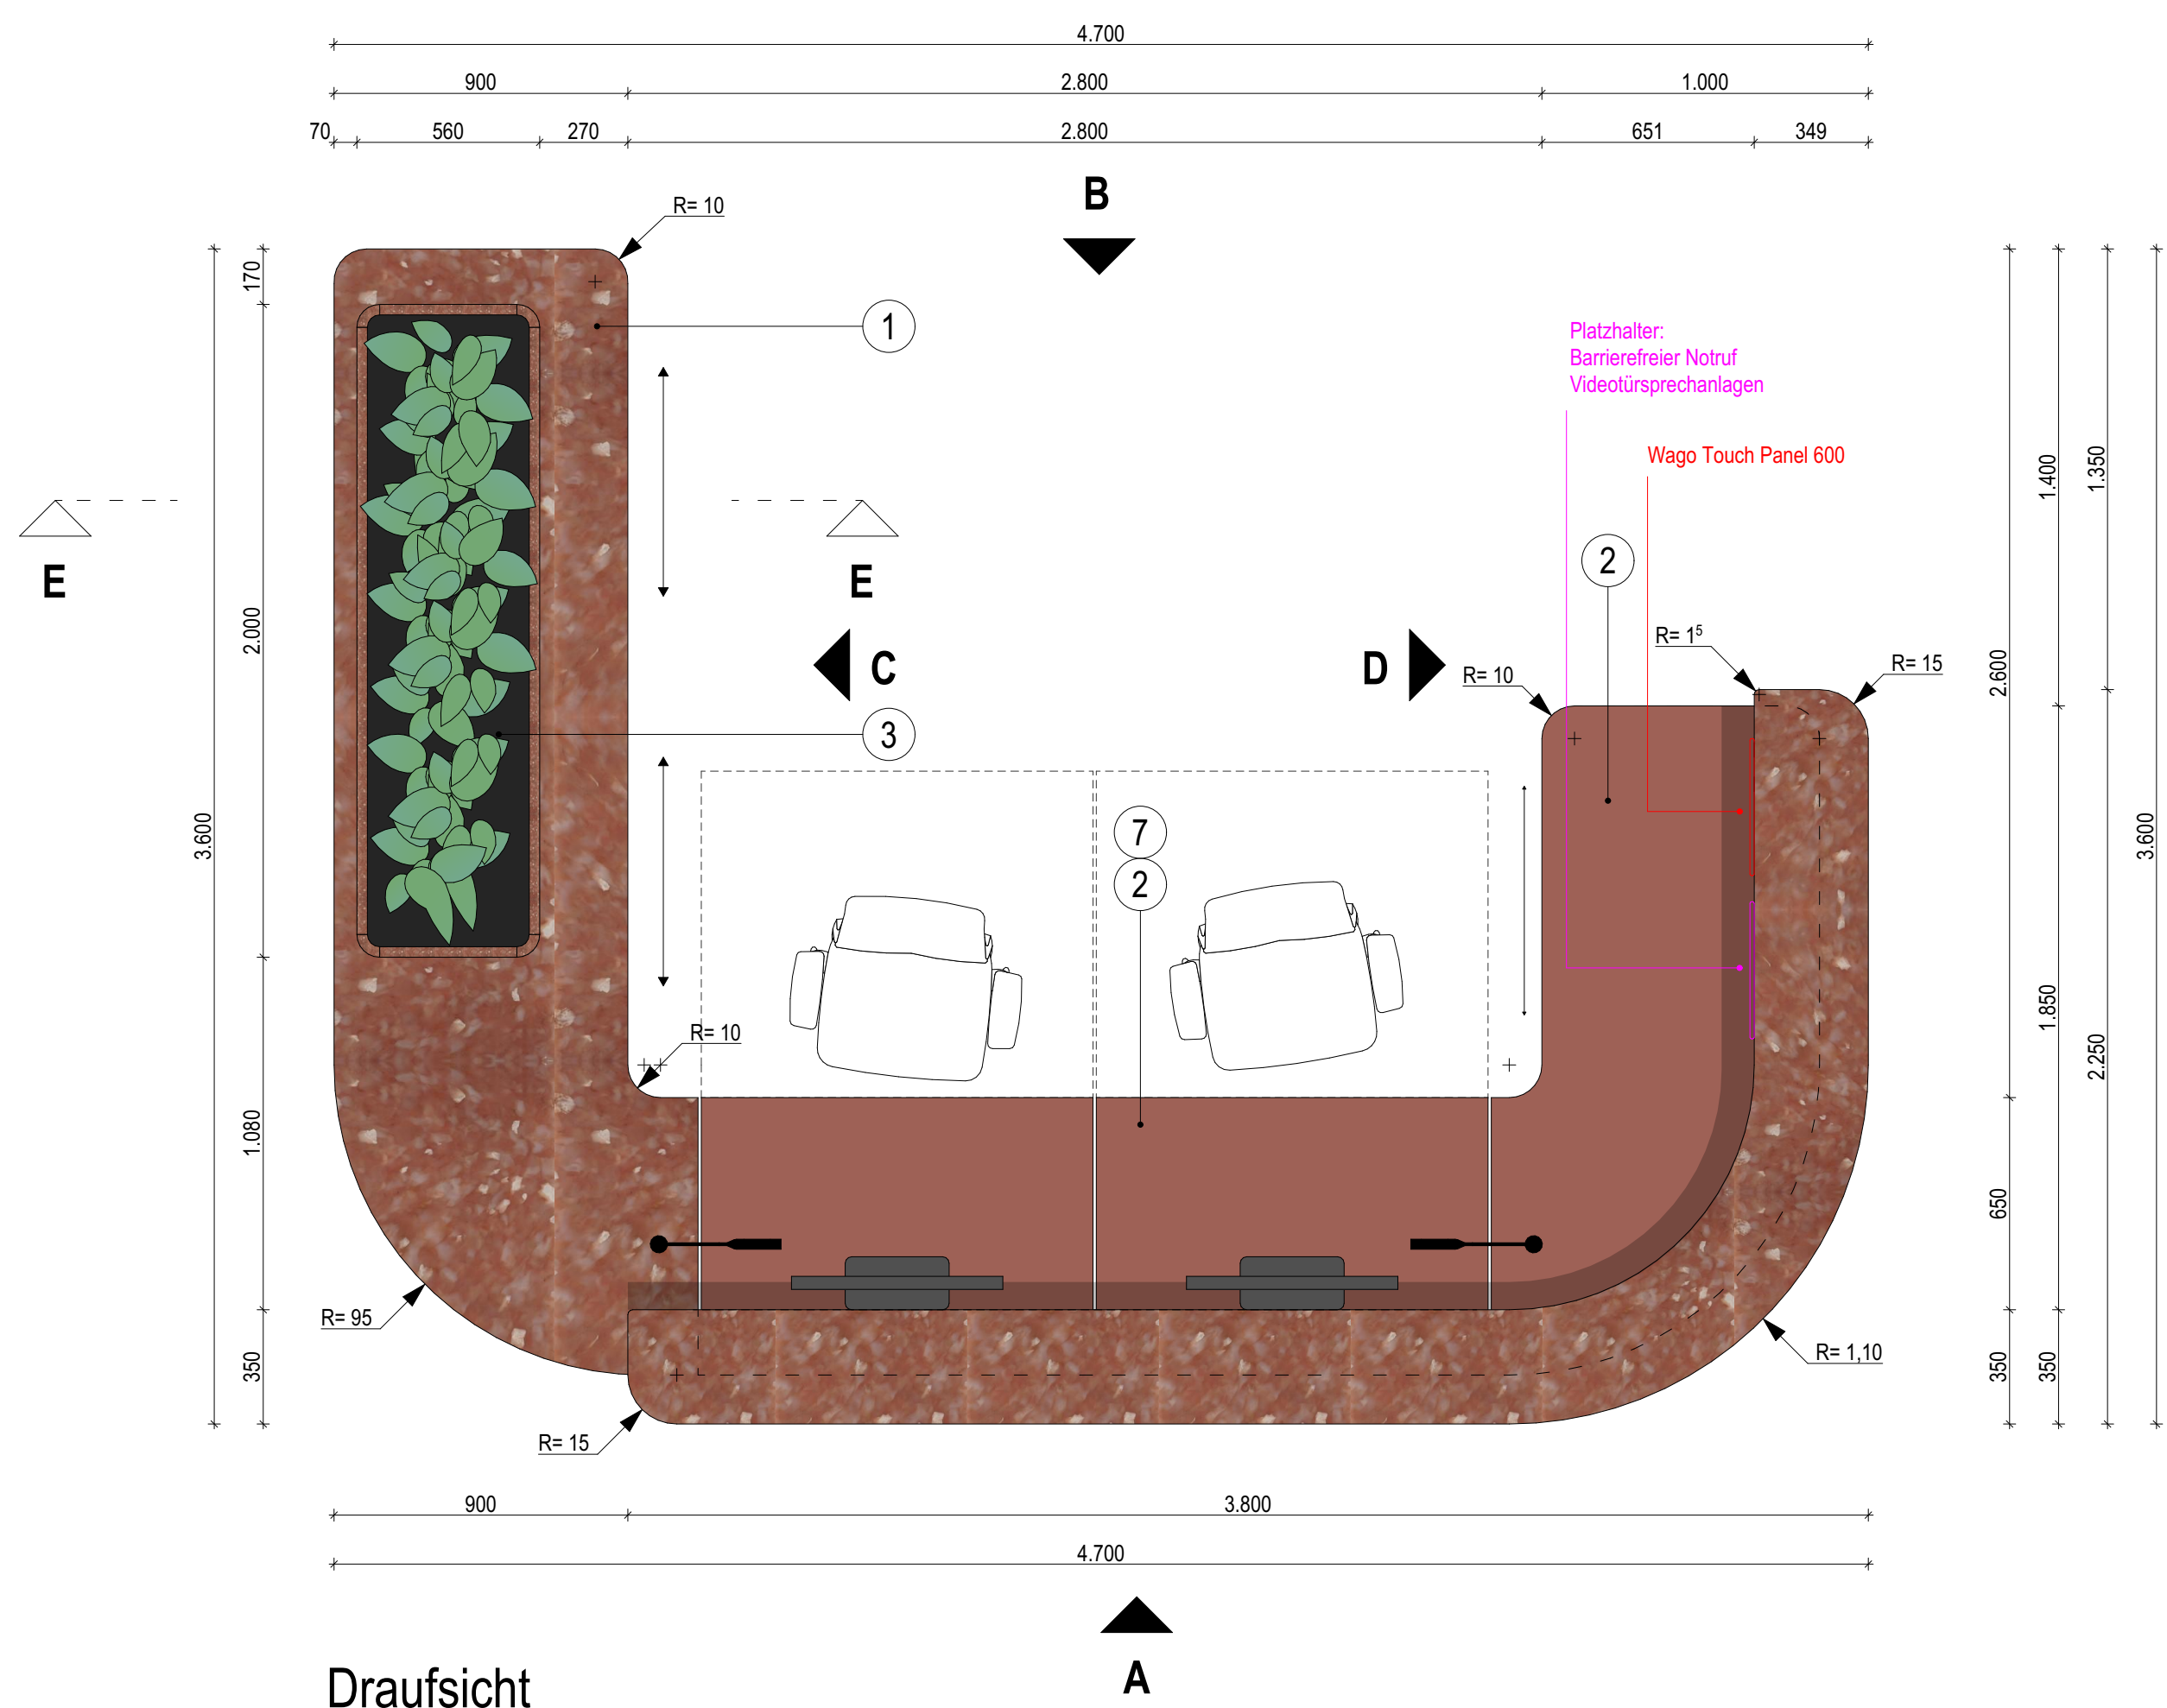 4.700
900 2.800 1.000
70 560 270 2.800 651 349
B
R= 10
170
1
Platzhalter:
Barrierefreier Notruf
Videotürsprechanlagen
Wago Touch Panel 600
1.400
1.350
E
E
2
2.000
R= 1⁵
C
D
R= 10
R= 15
2.600
3
3.600
7
2
3.600
R= 10
1.850
2.250
1.080
650
R= 95
350
R= 1,10
350
350
R= 15
900 3.800
4.700
A
Draufsicht